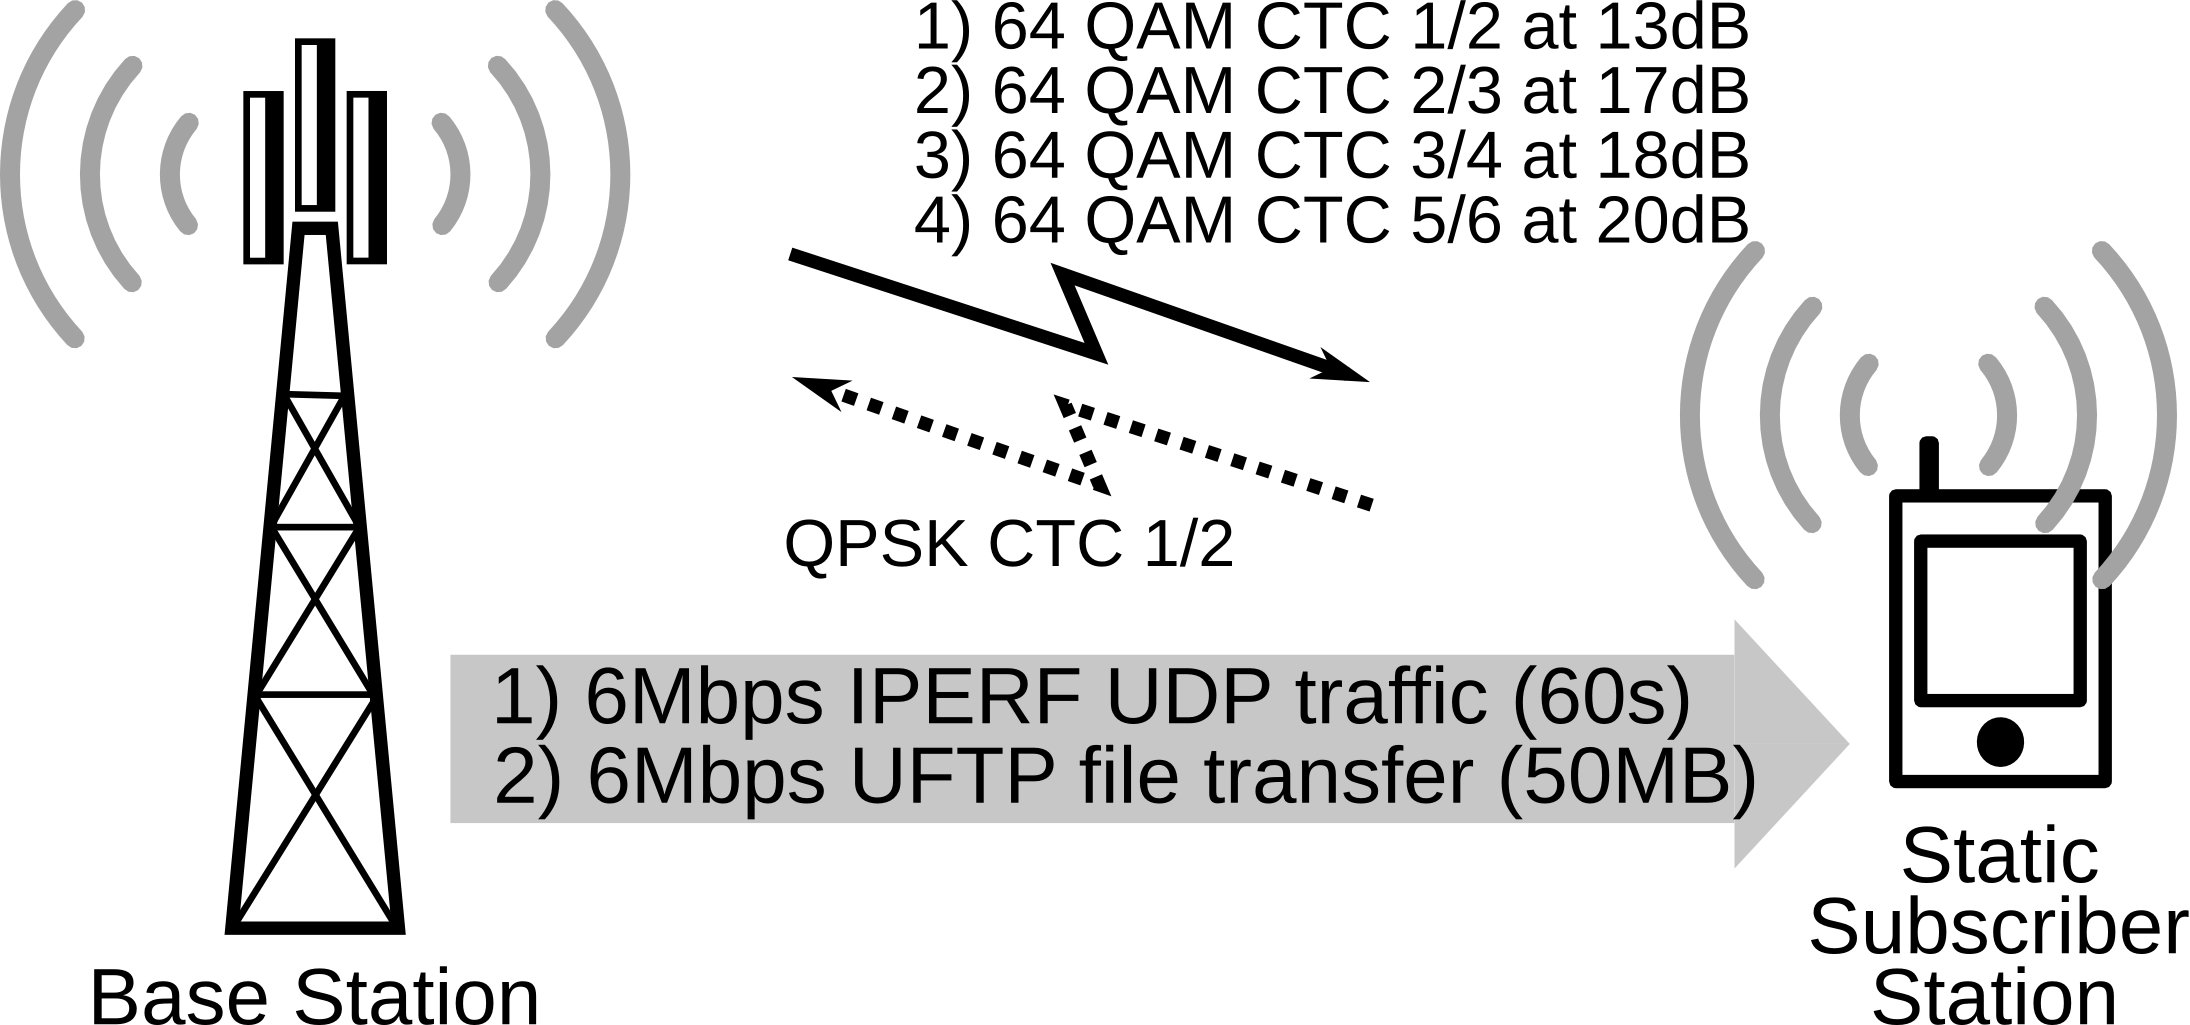 1) 64 QAM CTC 1/2 at 13dB
2) 64 QAM CTC 2/3 at 17dB
3) 64 QAM CTC 3/4 at 18dB
4) 64 QAM CTC 5/6 at 20dB
QPSK CTC 1/2
1) 6Mbps IPERF UDP traffic (60s)
2) 6Mbps UFTP file transfer (50MB)
Base Station
Static
Subscriber
Station